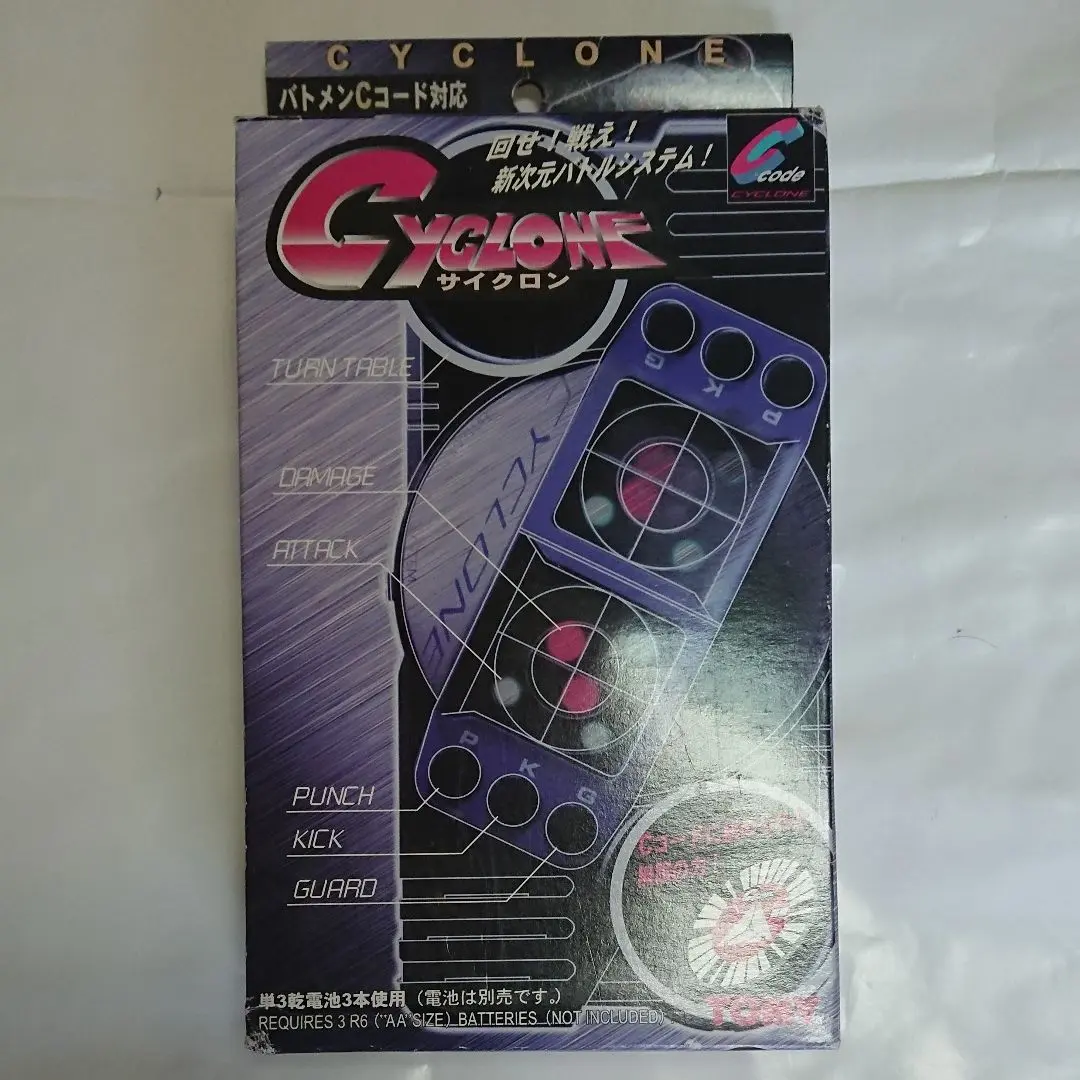 CYCLONE
バトメンCコード対応
回せ!戦え!
新次元バトルシステム!
C code
CYCLONE
CYCLONE
サイクロン
TURN TABLE
G K P
DAMAGE
ATTACK
CYCLONE
P K G
PUNCH
KICK
GUARD
TOMY
単3乾電池3本使用(電池は別売です。)
REQUIRES 3 R6 ("AA"SIZE) BATTERIES (NOT INCLUDED)